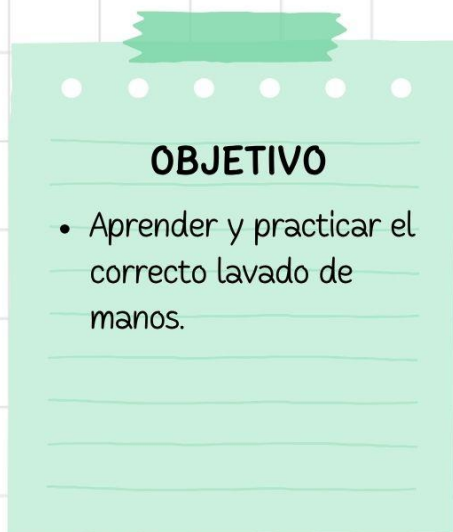 OBJETIVO
• Aprender y practicar el
correcto lavado de
manos.